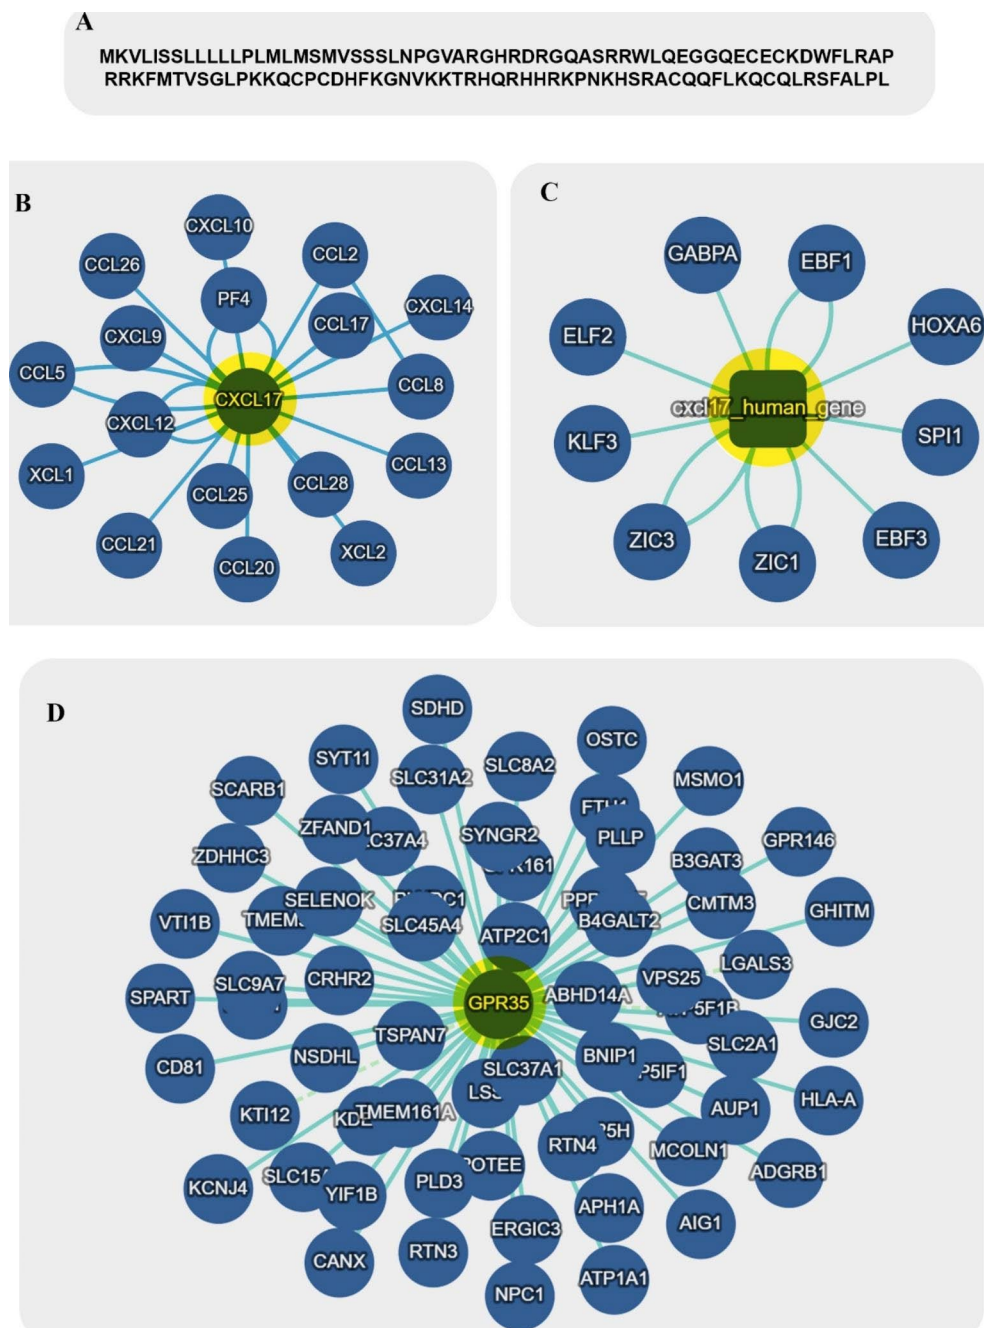 A
MKVLISSLLLLLPLMLMSMVSSSLNPGVARGHRDRGQASRRWLQEGGQECECKDWFLRAP
RRKFMTVSGLPKKQCPCDHFKGNVKKTRHQRHHRKPNKHSRACQQFLKQCQLRSFALPL
B
CXCL10
CCL2
CCL26
PF4
CXCL14
CXCL9
CCL17
CCL5
CCL8
CXCL17
CXCL12
XCL1
CCL13
CCL25
CCL28
CCL21
XCL2
CCL20
C
GABPA
EBF1
ELF2
HOXA6
cxcl17_human_gene
KLF3
SPI1
ZIC3
EBF3
ZIC1
D
SDHD
OSTC
SYT11
SLC31A2
SLC8A2
MSMO1
SCARB1
FTH1
ZFAND1
SYNGR2
PLLP
GPR146
ZDHHC3
B3GAT3
SELENOK
CMTM3
VTI1B
SLC45A4
B4GALT2
GHITM
ATP2C1
LGALS3
VPS25
SLC9A7
CRHR2
SPART
GPR35
ABHD14A
GJC2
TSPAN7
SLC2A1
CD81
NSDHL
BNIP1
SLC37A1
HLA-A
KTI12
TMEM161A
AUP1
RTN4
MCOLN1
ADGRB1
KCNJ4
YIF1B
PLD3
APH1A
AIG1
ERGIC3
CANX
RTN3
ATP1A1
NPC1